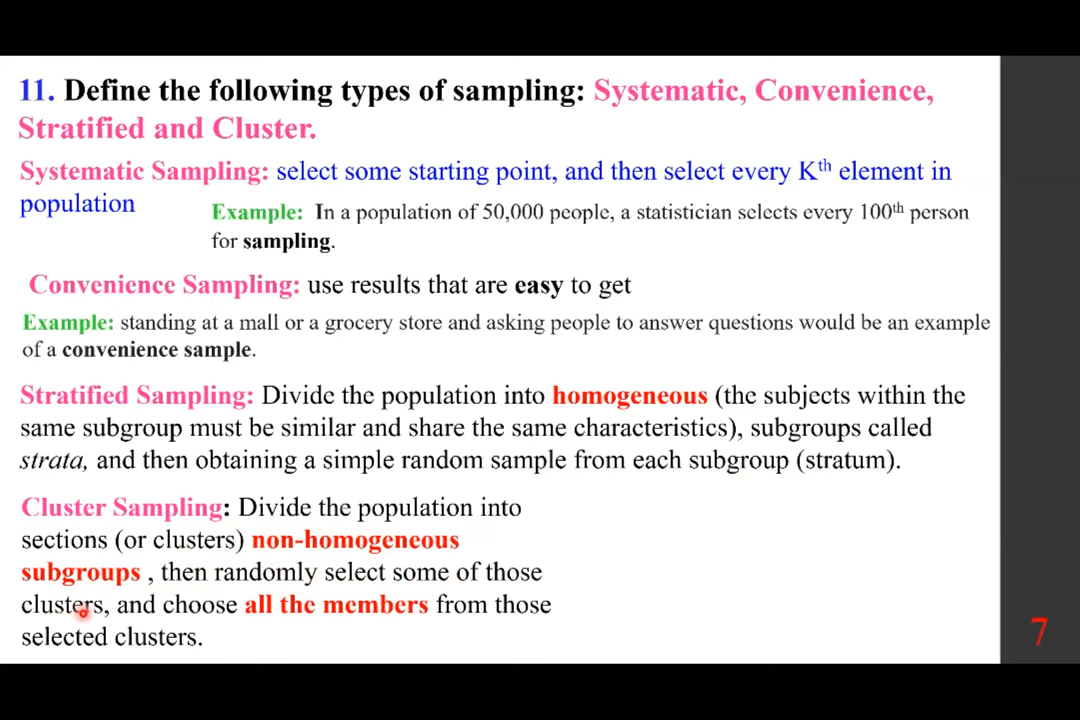 11. Define the following types of sampling: Systematic, Convenience,
Stratified and Cluster.
Systematic Sampling: select some starting point, and then select every Kth element in
population
Example: In a population of 50,000 people, a statistician selects every 100th person
for sampling.
Convenience Sampling: use results that are easy to get
Example: standing at a mall or a grocery store and asking people to answer questions would be an example
of a convenience sample.
Stratified Sampling: Divide the population into homogeneous (the subjects within the
same subgroup must be similar and share the same characteristics), subgroups called
strata, and then obtaining a simple random sample from each subgroup (stratum).
Cluster Sampling: Divide the population into
sections (or clusters) non-homogeneous
subgroups , then randomly select some of those
clusters, and choose all the members from those
selected clusters.
7